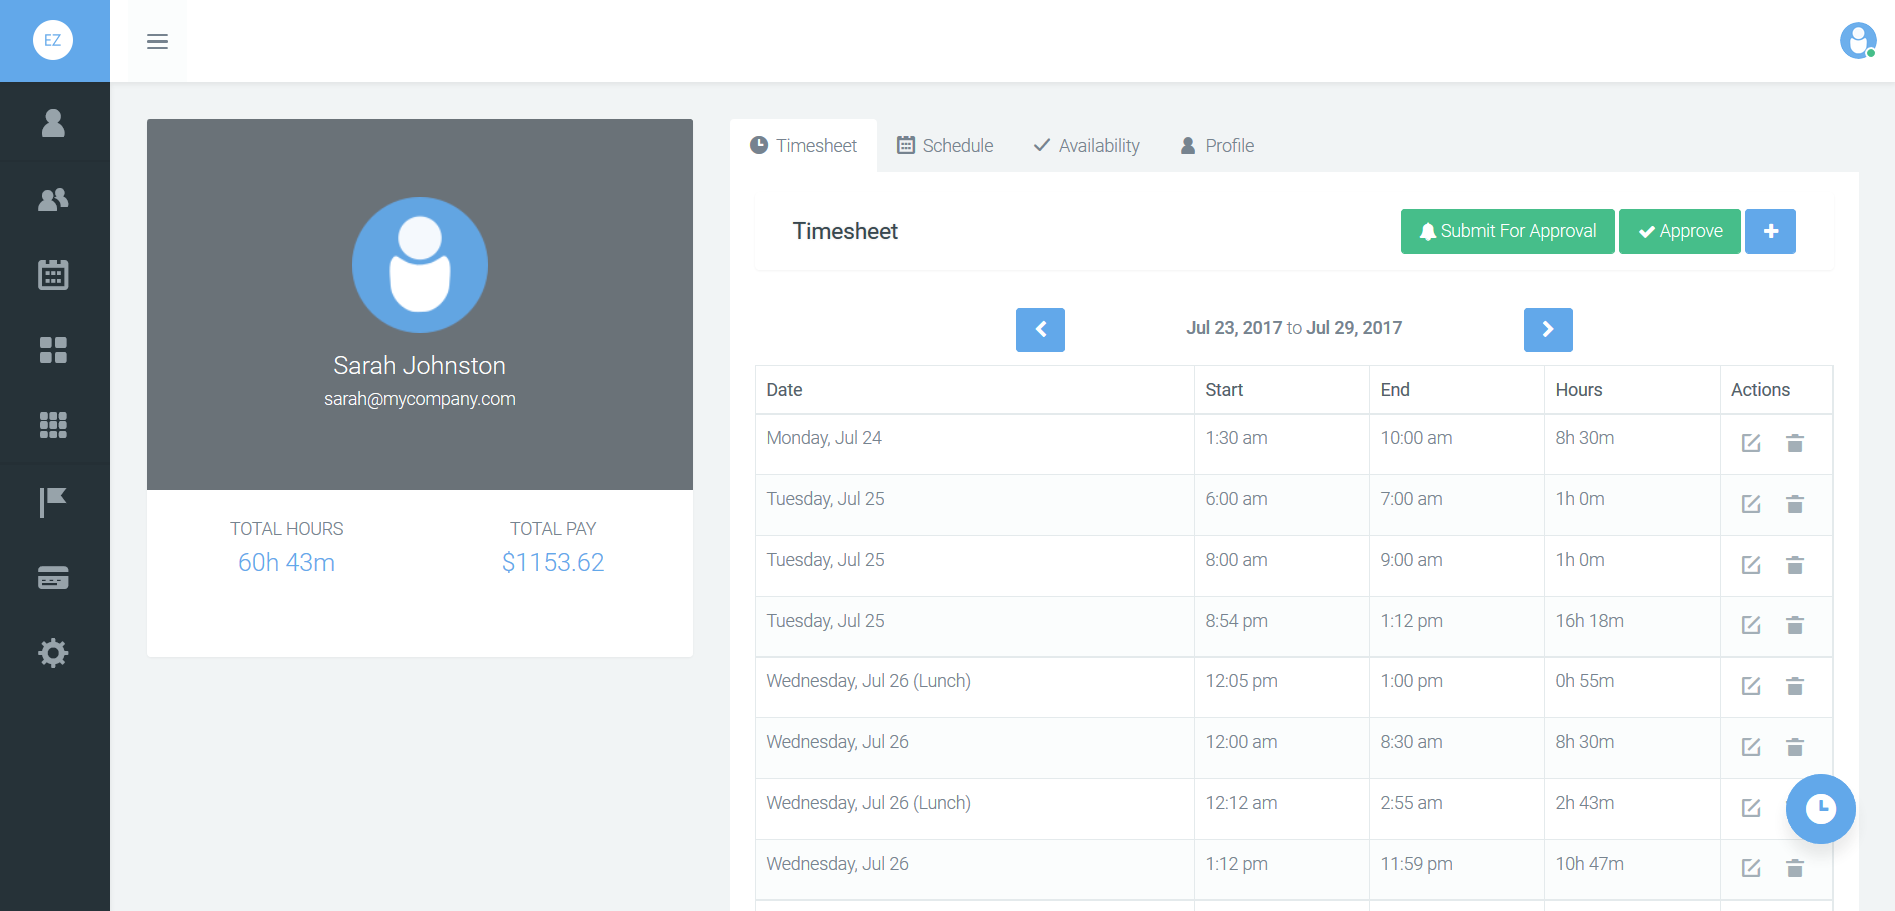 EZ
Sarah Johnston
sarah@mycompany.com
TOTAL HOURS TOTAL PAY
60h 43m $1153.62
Timesheet Schedule Availability Profile
Timesheet Submit For Approval Approve
Jul 23, 2017 to Jul 29, 2017
Date Start End Hours Actions
Monday, Jul 24 1:30 am 10:00 am 8h 30m
Tuesday, Jul 25 6:00 am 7:00 am 1h 0m
Tuesday, Jul 25 8:00 am 9:00 am 1h 0m
Tuesday, Jul 25 8:54 pm 1:12 pm 16h 18m
Wednesday, Jul 26 (Lunch) 12:05 pm 1:00 pm 0h 55m
Wednesday, Jul 26 12:00 am 8:30 am 8h 30m
Wednesday, Jul 26 (Lunch) 12:12 am 2:55 am 2h 43m
Wednesday, Jul 26 1:12 pm 11:59 pm 10h 47m